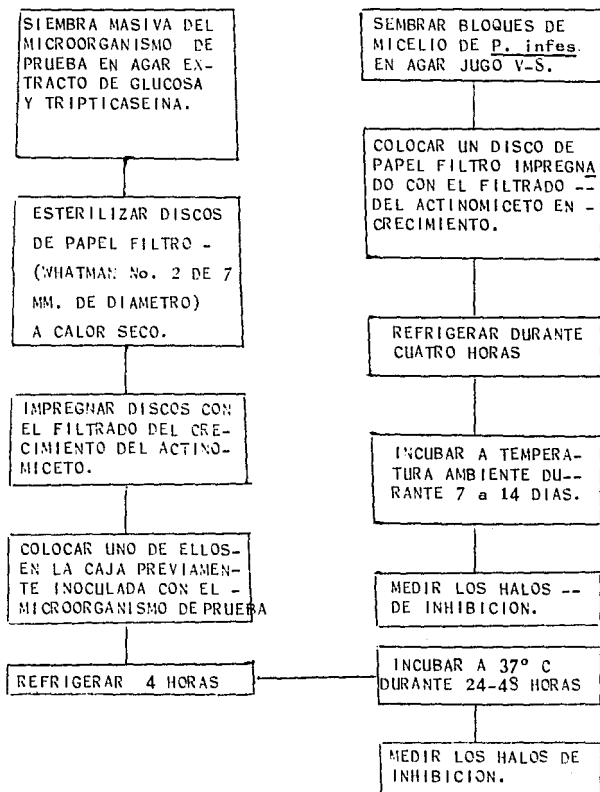 SIEMBRA MASIVA DEL
MICROORGANISMO DE
PRUEBA EN AGAR EX-
TRACTO DE GLUCOSA
Y TRIPTICASEINA.
ESTERILIZAR DISCOS
DE PAPEL FILTRO -
(WHATMAN No. 2 DE 7
MM. DE DIAMETRO)
A CALOR SECO.
IMPREGNAR DISCOS CON
EL FILTRADO DEL CRE-
CIMIENTO DEL ACTINO-
MICETO.
COLOCAR UNO DE ELLOS-
EN LA CAJA PREVIAMEN-
TE INOCULADA CON EL -
MICROORGANISMO DE PRUEBA
REFRIGERAR 4 HORAS
SEMBRAR BLOQUES DE
MICELIO DE P. infes.
EN AGAR JUGO V-S.
COLOCAR UN DISCO DE
PAPEL FILTRO IMPREGNA
DO CON EL FILTRADO --
DEL ACTINOMICETO EN -
CRECIMIENTO.
REFRIGERAR DURANTE
CUATRO HORAS
INCUBAR A TEMPERA-
TURA AMBIENTE DU--
RANTE 7 a 14 DIAS.
MEDIR LOS HALOS --
DE INHIBICION.
INCUBAR A 37° C
DURANTE 24-48 HORAS
MEDIR LOS HALOS DE
INHIBICION.